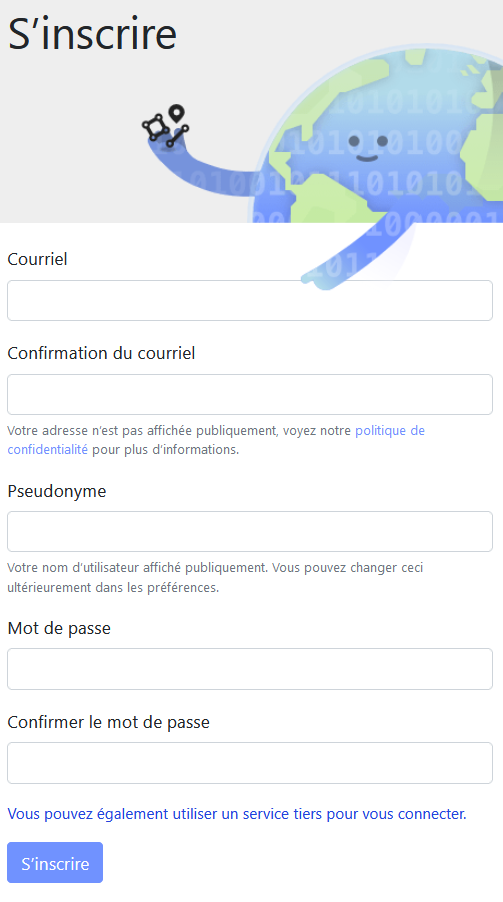 S’inscrire
Courriel
Confirmation du courriel
Votre adresse n’est pas affichée publiquement, voyez notre politique de
confidentialité pour plus d’informations.
Pseudonyme
Votre nom d’utilisateur affiché publiquement. Vous pouvez changer ceci
ultérieurement dans les préférences.
Mot de passe
Confirmer le mot de passe
Vous pouvez également utiliser un service tiers pour vous connecter.
S’inscrire